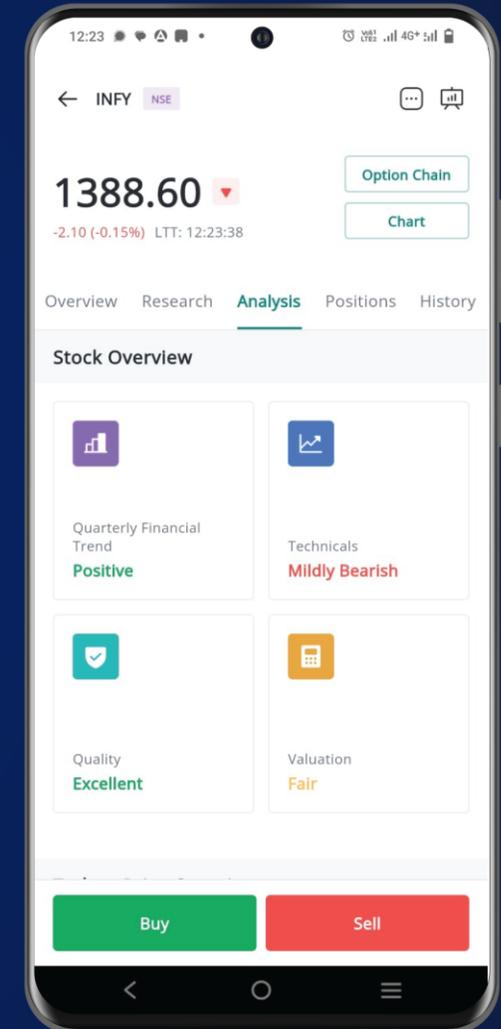 12:23
4G+
INFY NSE
Option Chain
1388.60
Chart
-2.10 (-0.15%) LTT: 12:23:38
Overview Research Analysis Positions History
Stock Overview
Quarterly Financial
Trend
Positive
Technicals
Mildly Bearish
Quality
Excellent
Valuation
Fair
Buy
Sell